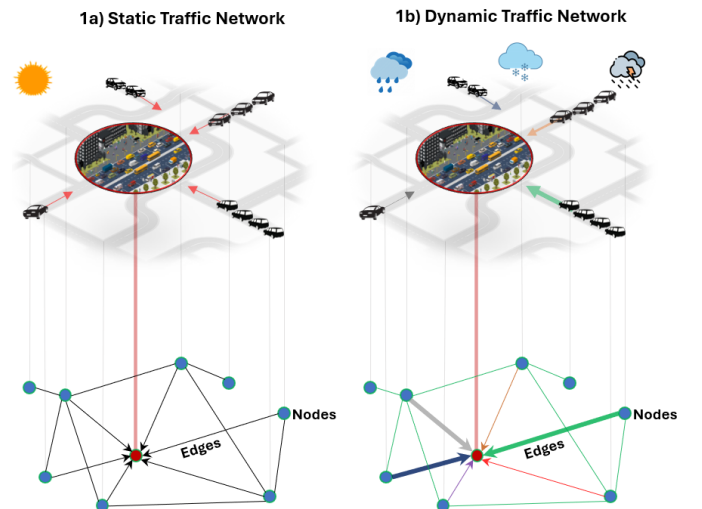 1a) Static Traffic Network
1b) Dynamic Traffic Network
Nodes
Edges
Nodes
Edges